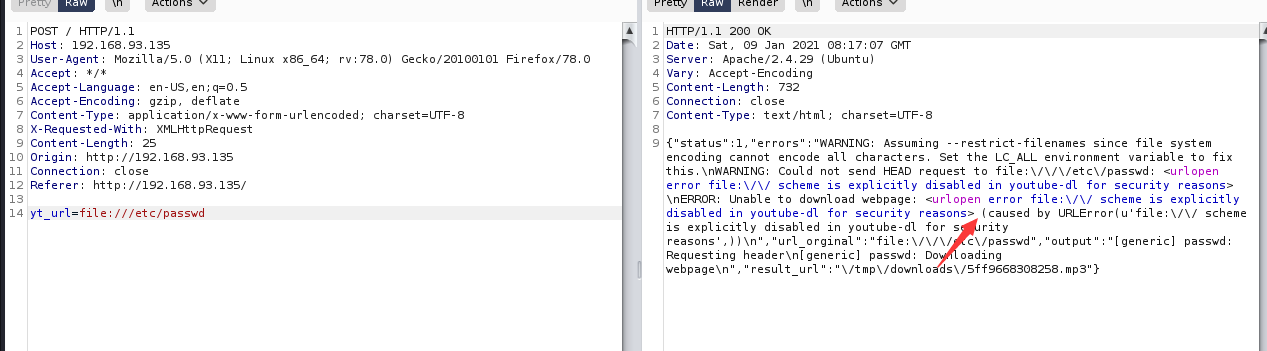 Pretty Raw \n Actions
1 POST / HTTP/1.1
2 Host: 192.168.93.135
3 User-Agent: Mozilla/5.0 (X11; Linux x86_64; rv:78.0) Gecko/20100101 Firefox/78.0
4 Accept: */*
5 Accept-Language: en-US,en;q=0.5
6 Accept-Encoding: gzip, deflate
7 Content-Type: application/x-www-form-urlencoded; charset=UTF-8
8 X-Requested-With: XMLHttpRequest
9 Content-Length: 25
10 Origin: http://192.168.93.135
11 Connection: close
12 Referer: http://192.168.93.135/
13
14 yt_url=file:///etc/passwd
Pretty Raw Render \n Actions
1 HTTP/1.1 200 OK
2 Date: Sat, 09 Jan 2021 08:17:07 GMT
3 Server: Apache/2.4.29 (Ubuntu)
4 Vary: Accept-Encoding
5 Content-Length: 732
6 Connection: close
7 Content-Type: text/html; charset=UTF-8
8
9 {"status":1,"errors":"WARNING: Assuming --restrict-filenames since file system
encoding cannot encode all characters. Set the LC_ALL environment variable to fix
this.\nWARNING: Could not send HEAD request to file:\/\/\/etc\/passwd: <urlopen
error file:\/\/ scheme is explicitly disabled in youtube-dl for security reasons>
\nERROR: Unable to download webpage: <urlopen error file:\/\/ scheme is explicitly
disabled in youtube-dl for security reasons> (caused by URLError(u'file:\/\/ scheme
is explicitly disabled in youtube-dl for security
reasons',))\n","url_orginal":"file:\/\/\/etc\/passwd","output":"[generic] passwd:
Requesting header\n[generic] passwd: Downloading
webpage\n","result_url":"\/tmp\/downloads\/5ff9668308258.mp3"}